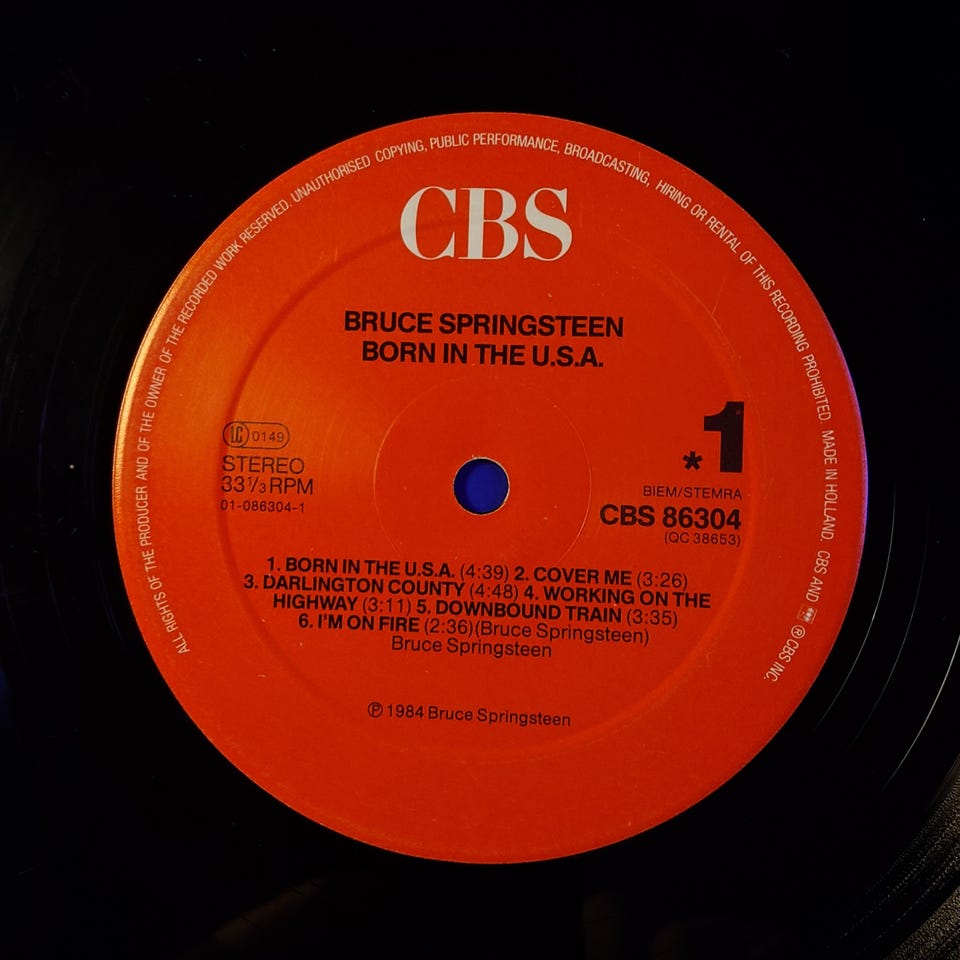 ALL RIGHTS OF THE PRODUCER AND OF THE OWNER OF THE RECORDED WORK RESERVED. UNAUTHORISED COPYING, PUBLIC PERFORMANCE, BROADCASTING, HIRING OR RENTAL OF THIS RECORDING PROHIBITED. MADE IN HOLLAND. CBS AND ® CBS INC.
CBS
BRUCE SPRINGSTEEN
BORN IN THE U.S.A.
LC 0149
STEREO
33⅓ RPM
01-086304-1
*1
BIEM/STEMRA
CBS 86304
(QC 38653)
1. BORN IN THE U.S.A. (4:39) 2. COVER ME (3:26)
3. DARLINGTON COUNTY (4:48) 4. WORKING ON THE
HIGHWAY (3:11) 5. DOWNBOUND TRAIN (3:35)
6. I'M ON FIRE (2:36)(Bruce Springsteen)
Bruce Springsteen
℗ 1984 Bruce Springsteen